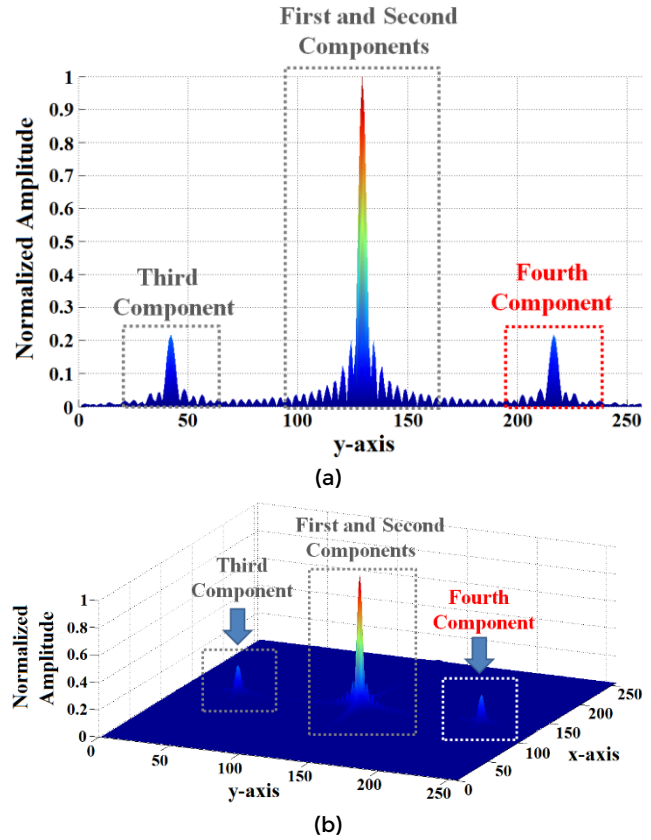 First and Second
Components
1
0.9
0.8
0.7
0.6
0.5
0.4
0.3
0.2
0.1
0
Normalized Amplitude
Third
Component
Fourth
Component
0 50 100 150 200 250
y-axis
(a)
First and Second
Components
Third
Component
Fourth
Component
Normalized
Amplitude
1
0.8
0.6
0.4
0.2
0
0 50 100 150 200 250
y-axis
0 50 100 150 200 250
x-axis
(b)